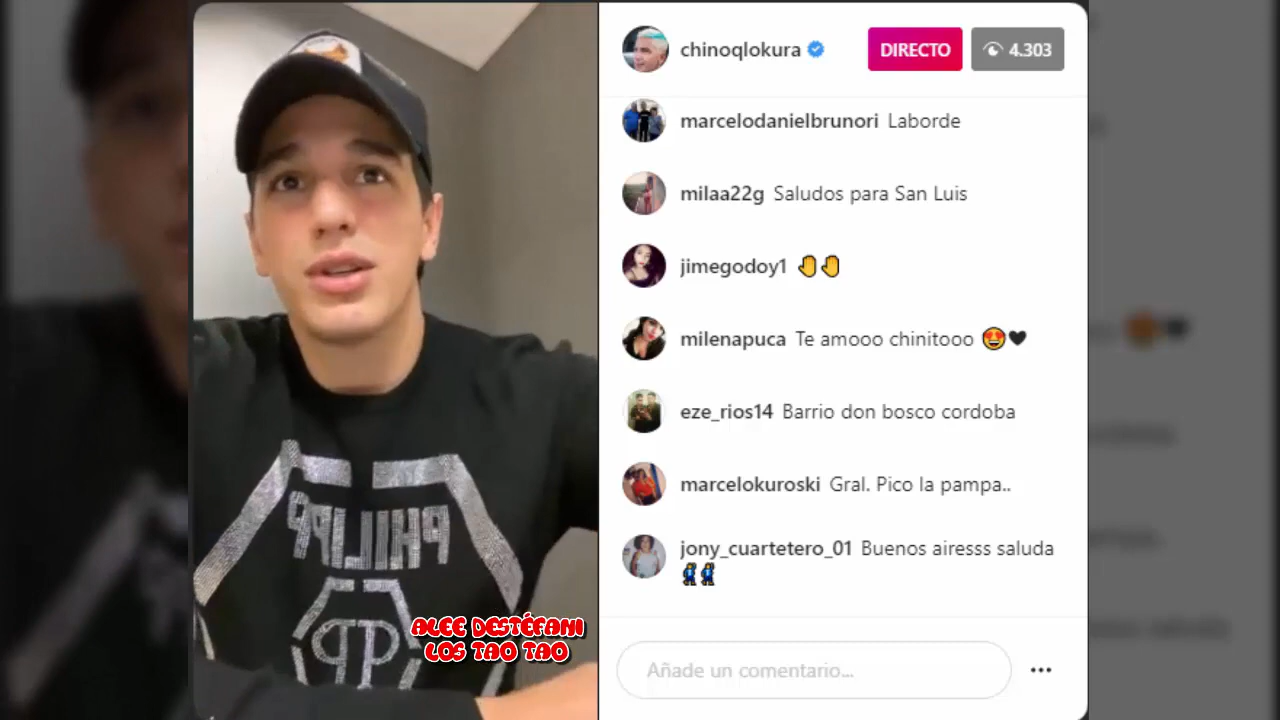 chinoqlokura
DIRECTO
4.303
marcelodanielbrunori Laborde
milaa22g Saludos para San Luis
jimegodoy1 🤚🤚
milenapuca Te amooo chinitooo 😍🖤
eze_rios14 Barrio don bosco cordoba
marcelokuroski Gral. Pico la pampa..
jony_cuartetero_01 Buenos airesss saluda
Añade un comentario...
PHILIPP
PP
ALEE DESTÉFANI
LOS TAO TAO